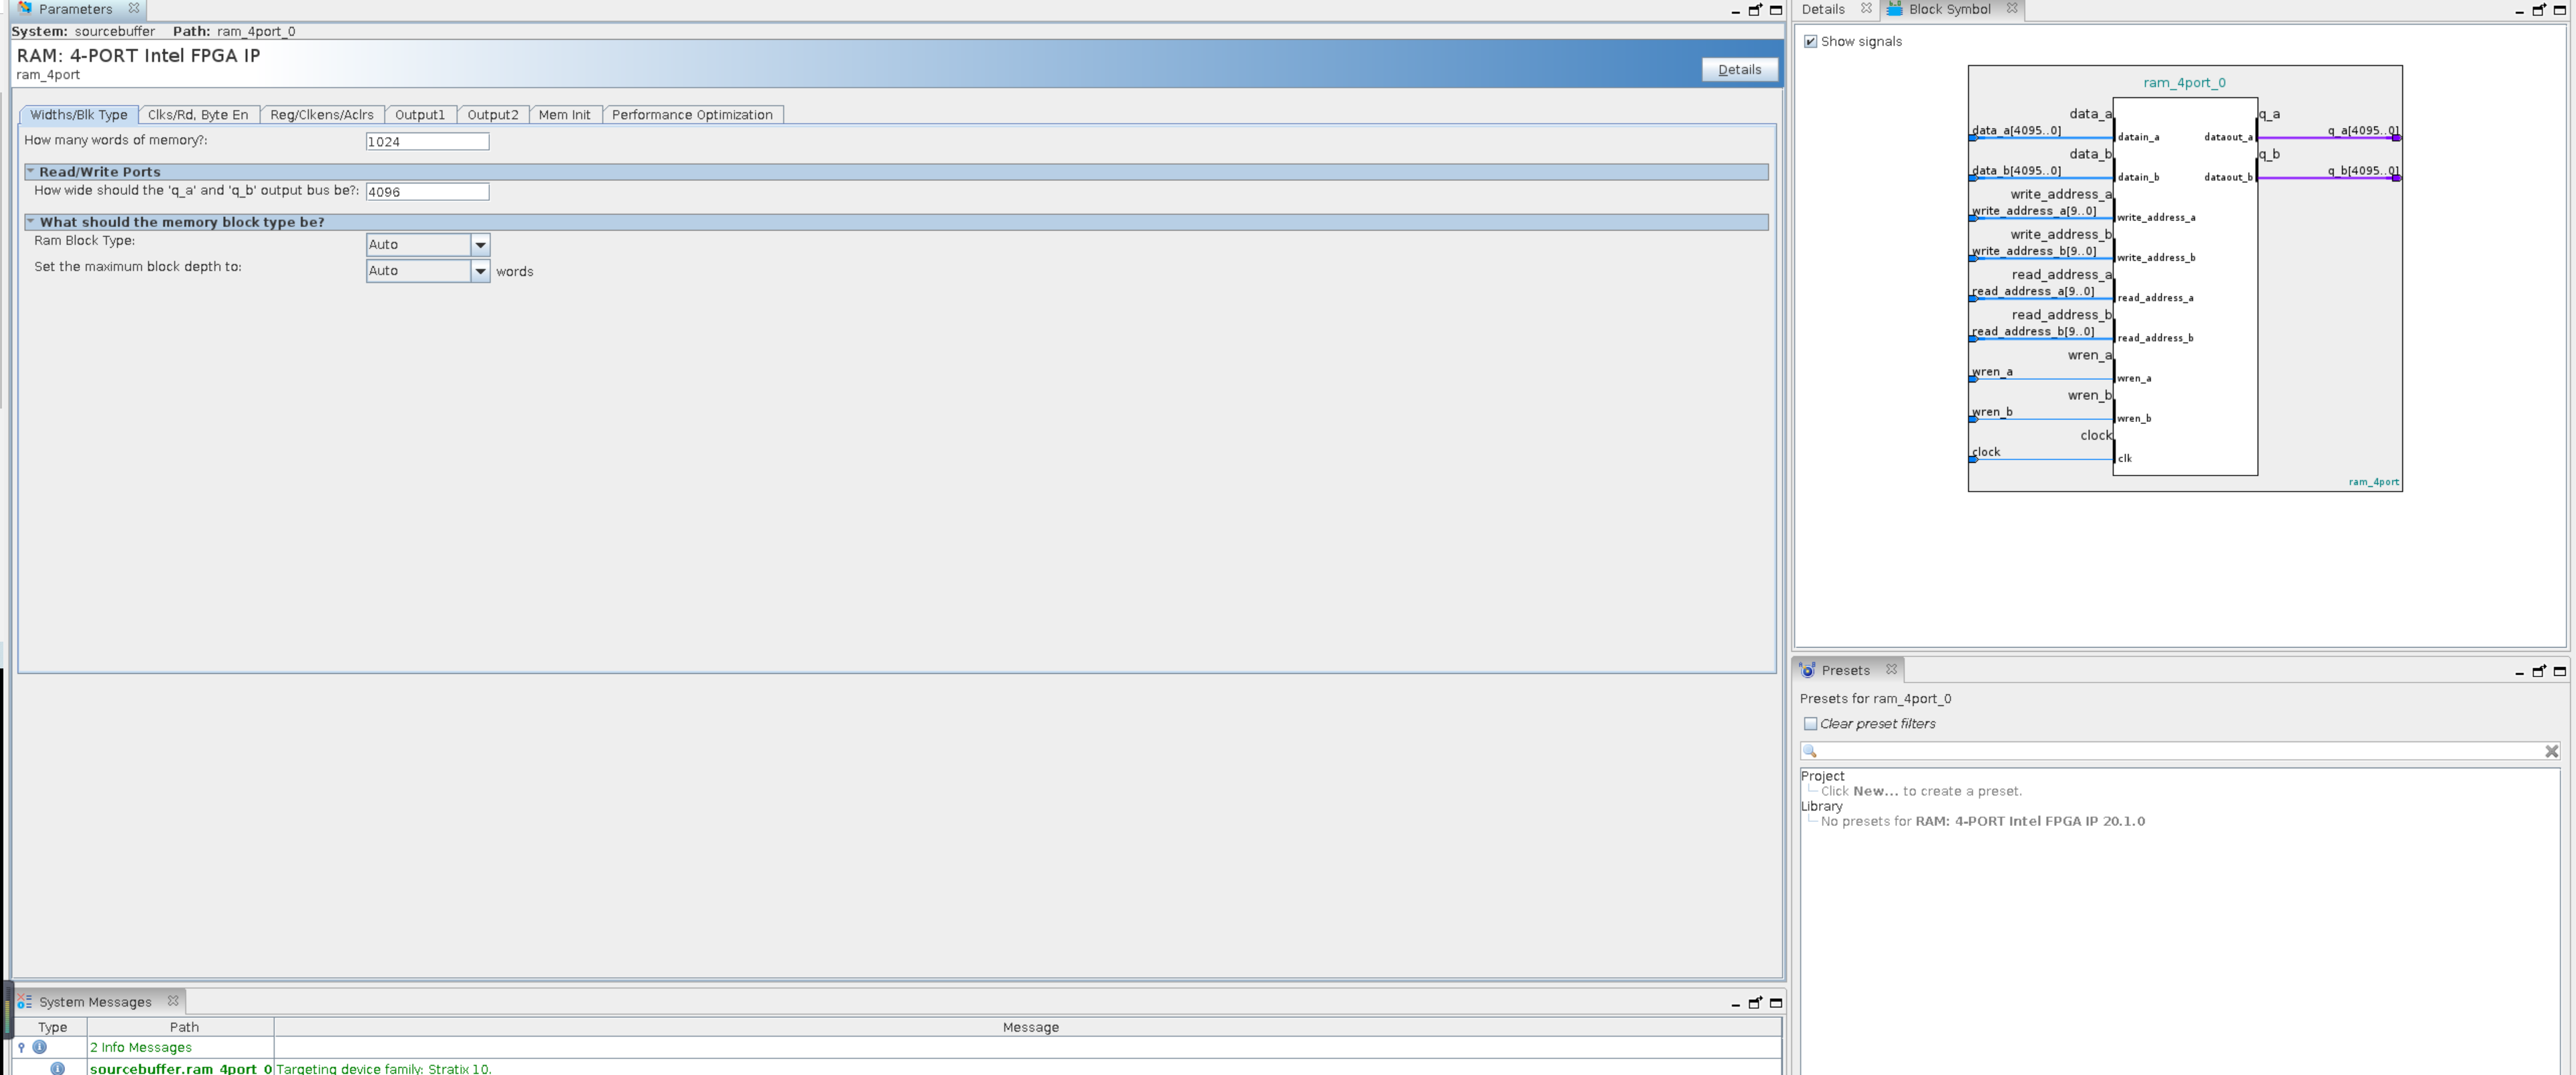 Parameters
System: sourcebuffer Path: ram_4port_0
RAM: 4-PORT Intel FPGA IP
ram_4port
Details
Widths/Blk Type Clks/Rd, Byte En Reg/Clkens/Aclrs Output1 Output2 Mem Init Performance Optimization
How many words of memory?: 1024
Read/Write Ports
How wide should the 'q_a' and 'q_b' output bus be?: 4096
What should the memory block type be?
Ram Block Type: Auto
Set the maximum block depth to: Auto words
System Messages
Type Path Message
2 Info Messages
sourcebuffer.ram_4port_0 Targeting device family: Stratix 10.
Details Block Symbol
Show signals
ram_4port_0
data_a q_a
data_a[4095..0] datain_a dataout_a q_a[4095..0]
data_b q_b
data_b[4095..0] datain_b dataout_b q_b[4095..0]
write_address_a
write_address_a[9..0] write_address_a
write_address_b
write_address_b[9..0] write_address_b
read_address_a
read_address_a[9..0] read_address_a
read_address_b
read_address_b[9..0] read_address_b
wren_a
wren_a wren_a
wren_b
wren_b wren_b
clock
clock clk
ram_4port
Presets
Presets for ram_4port_0
Clear preset filters
Project
Click New... to create a preset.
Library
No presets for RAM: 4-PORT Intel FPGA IP 20.1.0